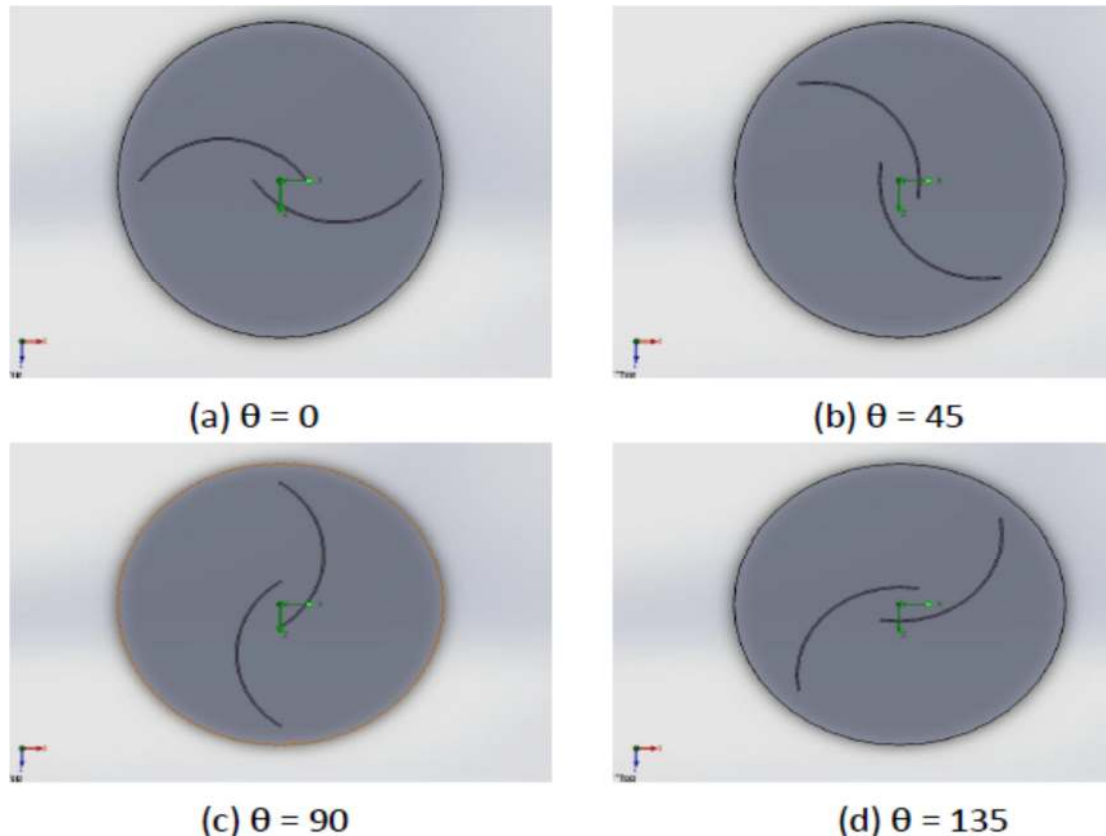 (a) θ = 0
(b) θ = 45
(c) θ = 90
(d) θ = 135